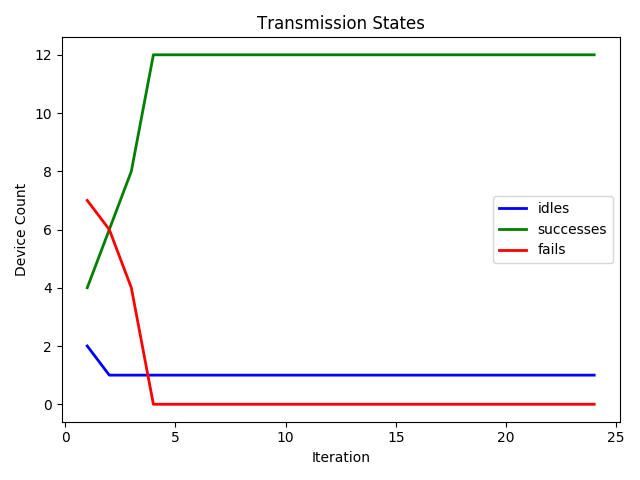 Transmission States
Device Count
12
10
8
6
4
2
0
idles
successes
fails
0 5 10 15 20 25
Iteration